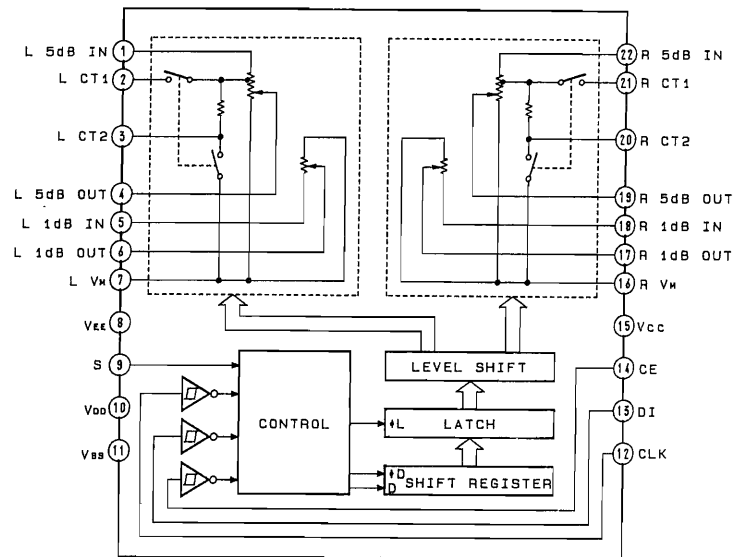 L 5dB IN 1
L CT1 2
L CT2 3
L 5dB OUT 4
L 1dB IN 5
L 1dB OUT 6
L VM 7
VEE 8
S 9
VDD 10
VSS 11
22 R 5dB IN
21 R CT1
20 R CT2
19 R 5dB OUT
18 R 1dB IN
17 R 1dB OUT
16 R VM
15 VCC
14 CE
13 DI
12 CLK
CONTROL
LEVEL SHIFT
ϕL LATCH
ϕD
D
SHIFT REGISTER